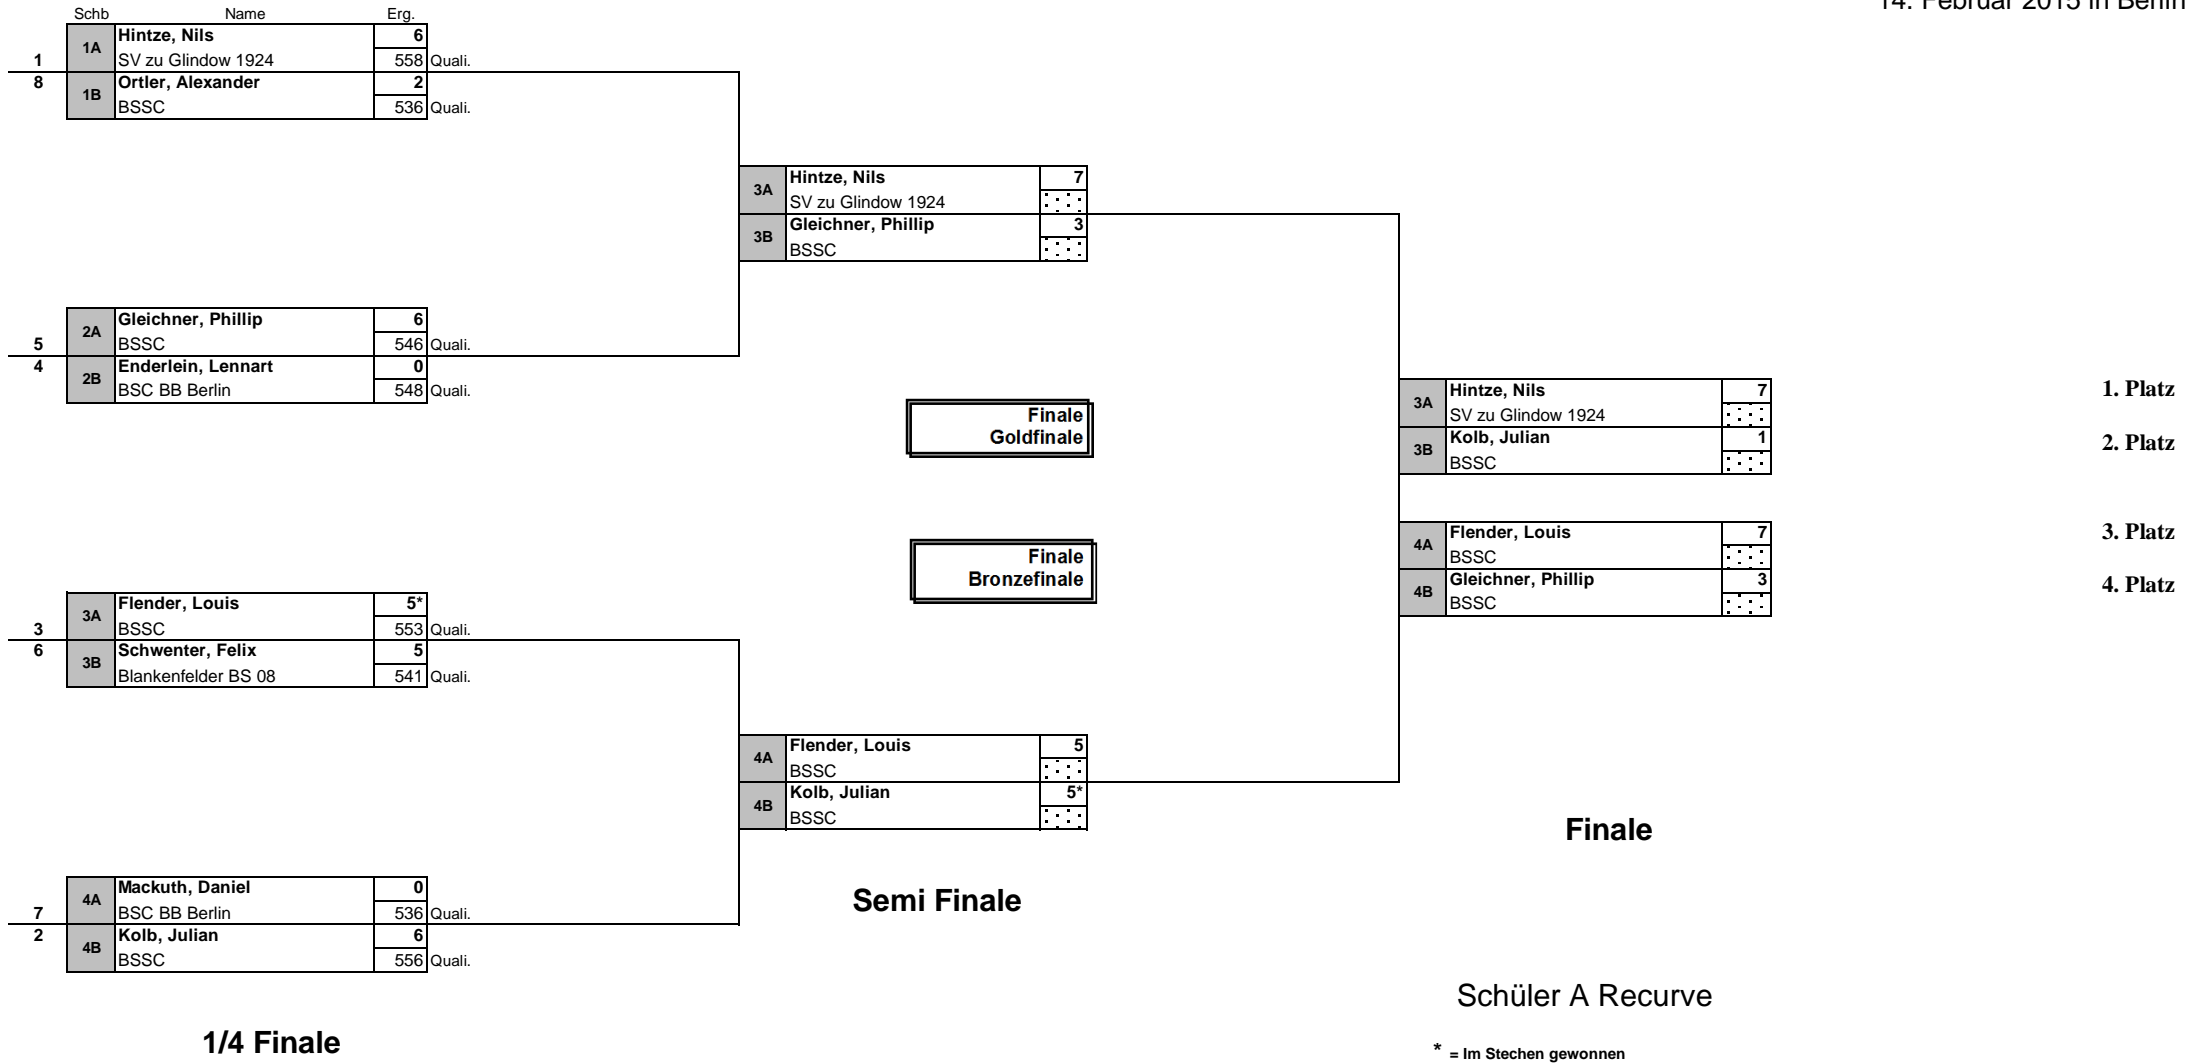 14. Februar 2015 in Berlin
Schb Name Erg.
1A Hintze, Nils 6
1 SV zu Glindow 1924 558 Quali.
8 1B Ortler, Alexander 2
BSSC 536 Quali.
3A Hintze, Nils 7
SV zu Glindow 1924
3B Gleichner, Phillip 3
BSSC
2A Gleichner, Phillip 6
5 BSSC 546 Quali.
4 2B Enderlein, Lennart 0
BSC BB Berlin 548 Quali.
Finale
Goldfinale
3A Hintze, Nils 7 1. Platz
SV zu Glindow 1924
3B Kolb, Julian 1 2. Platz
BSSC
Finale
Bronzefinale
4A Flender, Louis 7 3. Platz
BSSC
4B Gleichner, Phillip 3 4. Platz
BSSC
3A Flender, Louis 5*
3 BSSC 553 Quali.
6 3B Schwenter, Felix 5
Blankenfelder BS 08 541 Quali.
4A Flender, Louis 5
BSSC
4B Kolb, Julian 5*
BSSC
Finale
4A Mackuth, Daniel 0
7 BSC BB Berlin 536 Quali.
2 4B Kolb, Julian 6
BSSC 556 Quali.
Semi Finale
Schüler A Recurve
1/4 Finale
* = Im Stechen gewonnen